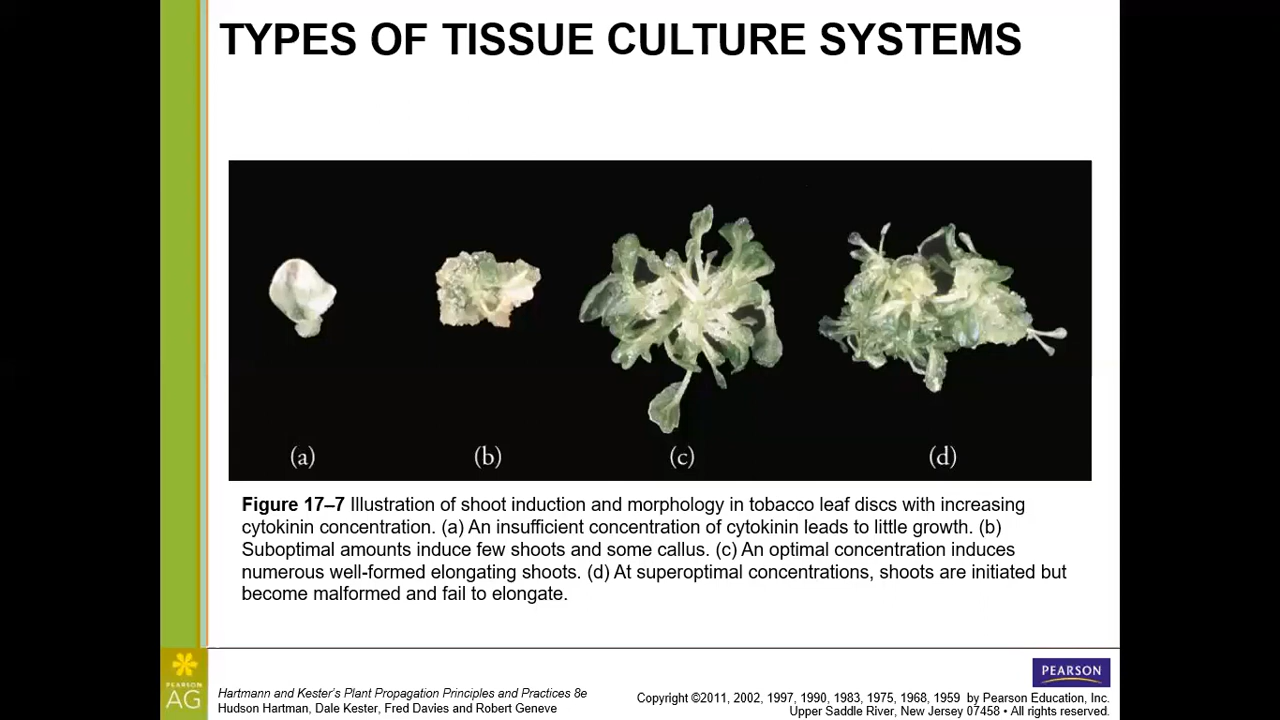 TYPES OF TISSUE CULTURE SYSTEMS
(a) (b) (c) (d)
Figure 17–7 Illustration of shoot induction and morphology in tobacco leaf discs with increasing
cytokinin concentration. (a) An insufficient concentration of cytokinin leads to little growth. (b)
Suboptimal amounts induce few shoots and some callus. (c) An optimal concentration induces
numerous well-formed elongating shoots. (d) At superoptimal concentrations, shoots are initiated but
become malformed and fail to elongate.
PEARSON
AG
Hartmann and Kester's Plant Propagation Principles and Practices 8e
Hudson Hartman, Dale Kester, Fred Davies and Robert Geneve
PEARSON
Copyright ©2011, 2002, 1997, 1990, 1983, 1975, 1968, 1959 by Pearson Education, Inc.
Upper Saddle River, New Jersey 07458 • All rights reserved.